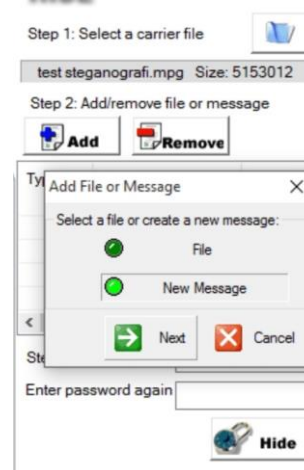 Step 1: Select a carrier file
test steganografi.mpg Size: 5153012
Step 2: Add/remove file or message
Add
Remove
Add File or Message
Select a file or create a new message:
File
New Message
Next
Cancel
Enter password again
Hide